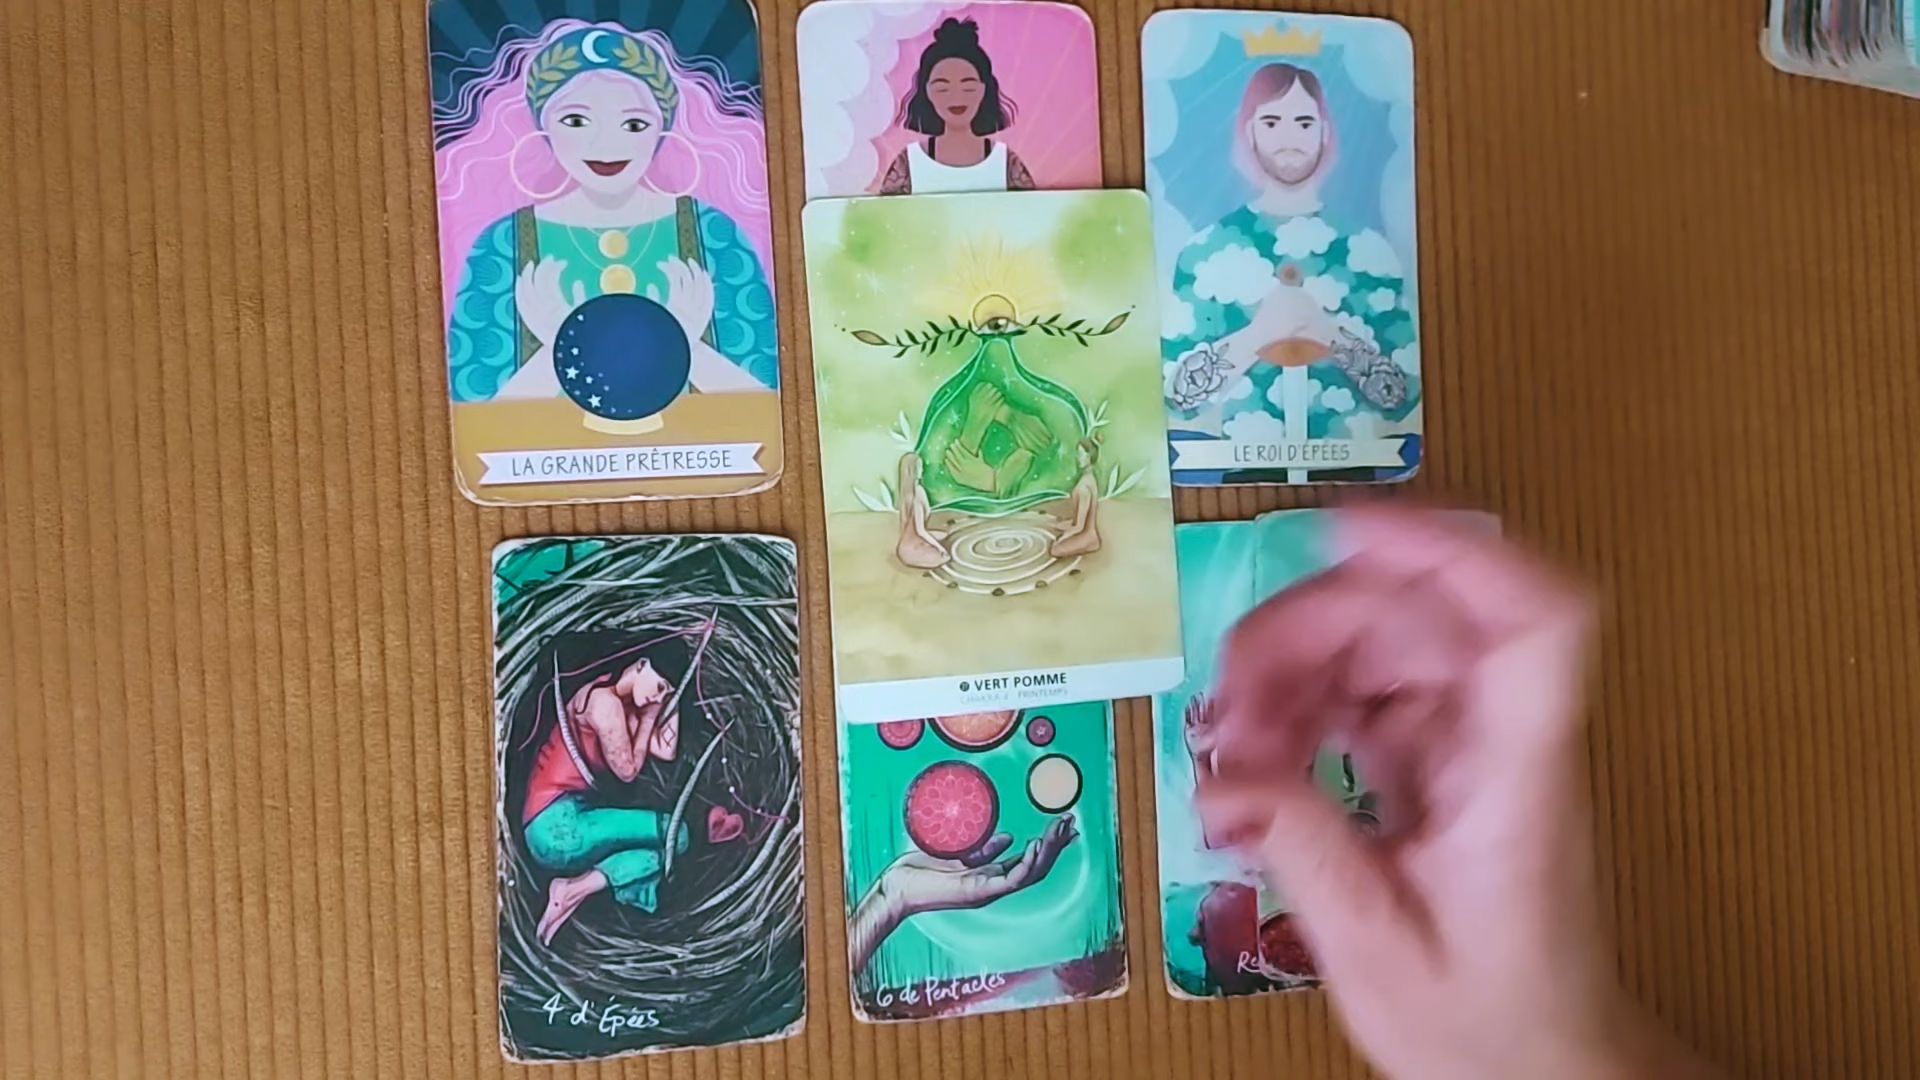 LA GRANDE PRÊTRESSE
LE ROI D'ÉPÉES
VERT POMME
CHAKRA 4 - PRINTEMPS
4 d'Épées
6 de Pentacles